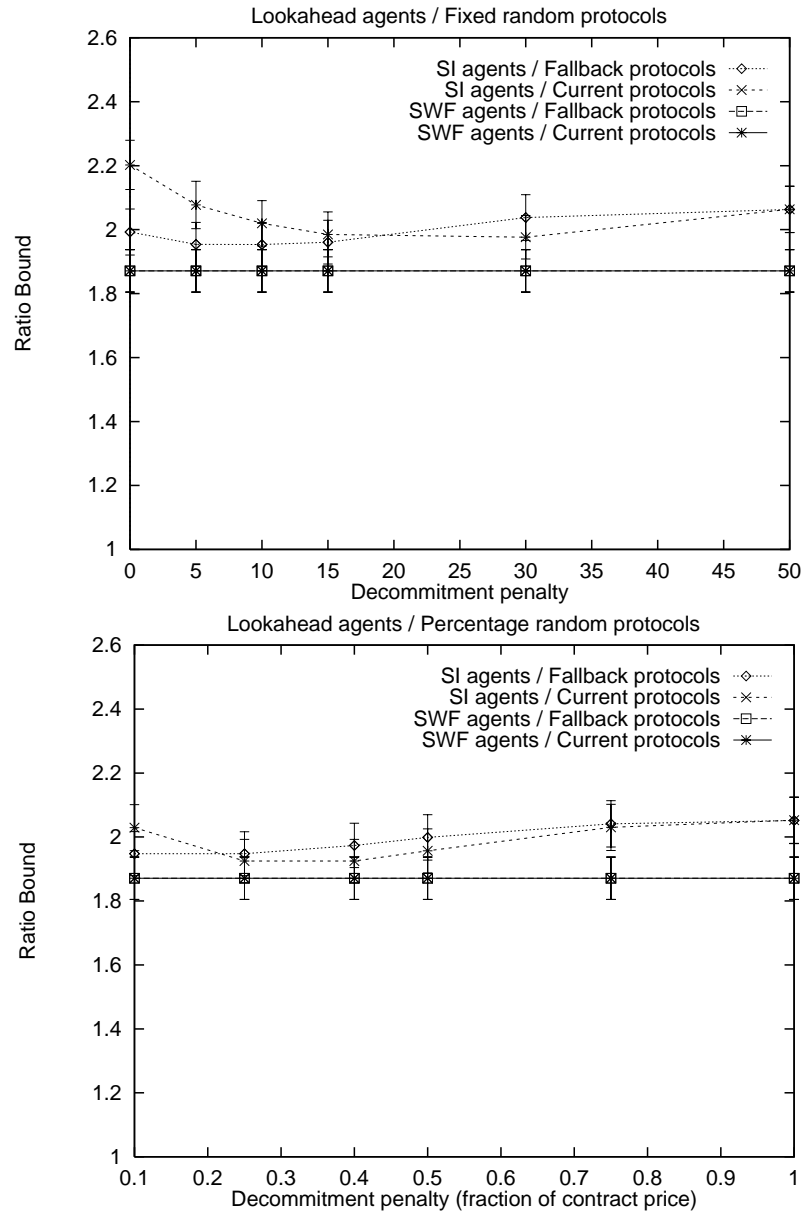 Lookahead agents / Fixed random protocols
2.6
2.4
2.2
2
1.8
1.6
1.4
1.2
1
Ratio Bound
SI agents / Fallback protocols
SI agents / Current protocols
SWF agents / Fallback protocols
SWF agents / Current protocols
0 5 10 15 20 25 30 35 40 45 50
Decommitment penalty
Lookahead agents / Percentage random protocols
2.6
2.4
2.2
2
1.8
1.6
1.4
1.2
1
Ratio Bound
SI agents / Fallback protocols
SI agents / Current protocols
SWF agents / Fallback protocols
SWF agents / Current protocols
0.1 0.2 0.3 0.4 0.5 0.6 0.7 0.8 0.9 1
Decommitment penalty (fraction of contract price)